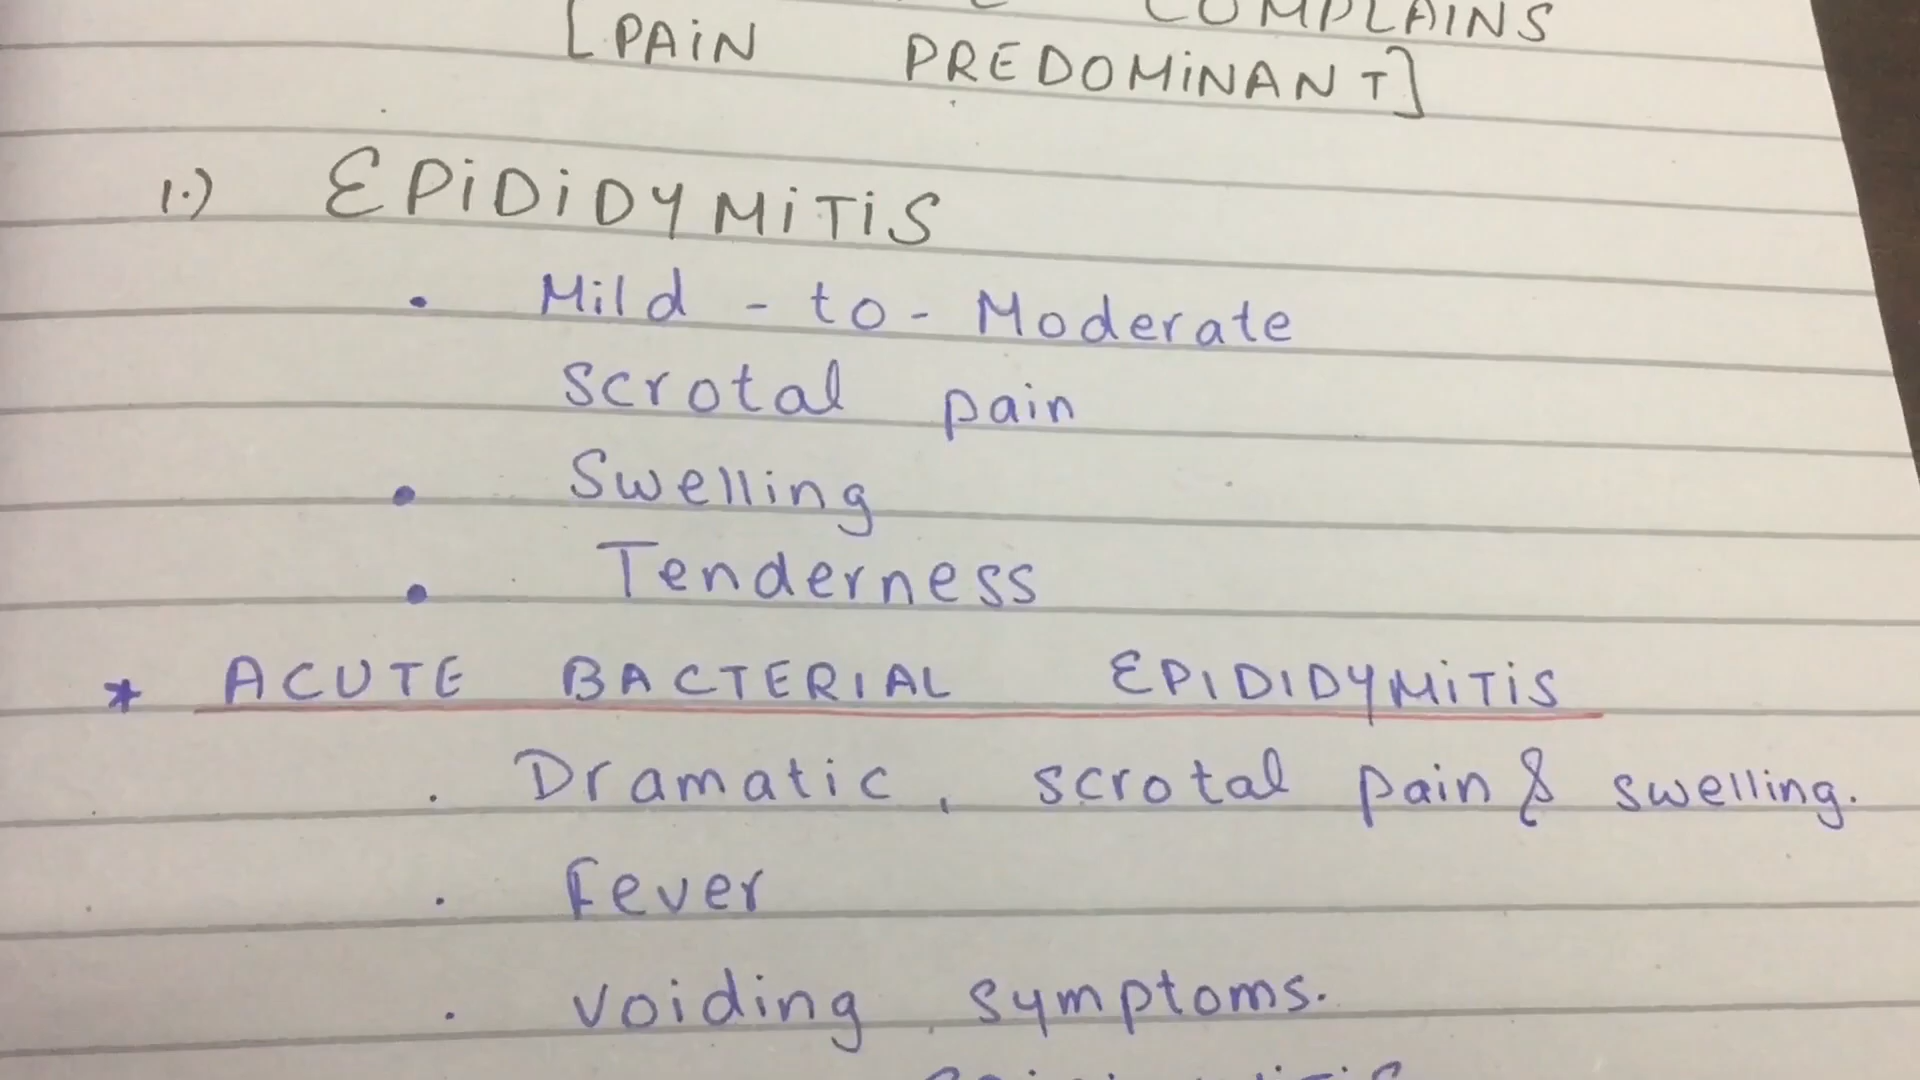 COMPLAINS
[PAIN PREDOMINANT]
1.) EPIDIDYMITIS
• Mild - to - Moderate
scrotal pain
• Swelling
• Tenderness
* ACUTE BACTERIAL EPIDIDYMITIS
. Dramatic, scrotal pain & swelling.
. Fever
. voiding symptoms.